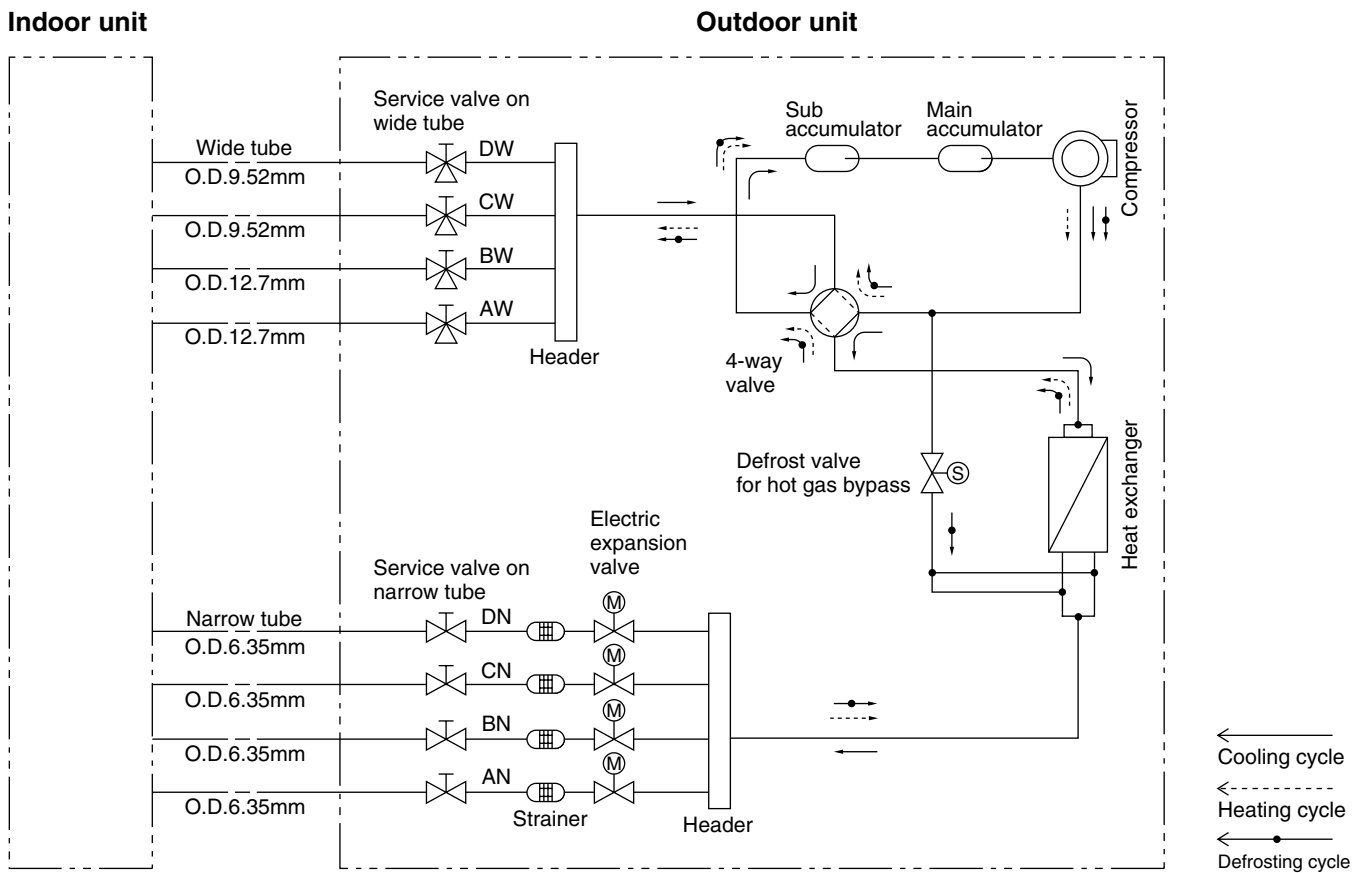 Indoor unit
Outdoor unit
Service valve on
wide tube
Sub
accumulator
Main
accumulator
Compressor
Wide tube
DW
O.D.9.52mm
CW
O.D.9.52mm
BW
O.D.12.7mm
AW
O.D.12.7mm
Header
4-way
valve
Defrost valve
for hot gas bypass
S
Heat exchanger
Electric
expansion
valve
Service valve on
narrow tube
M
Narrow tube
DN
O.D.6.35mm
M
CN
O.D.6.35mm
M
BN
O.D.6.35mm
M
AN
O.D.6.35mm
Strainer
Header
Cooling cycle
Heating cycle
Defrosting cycle